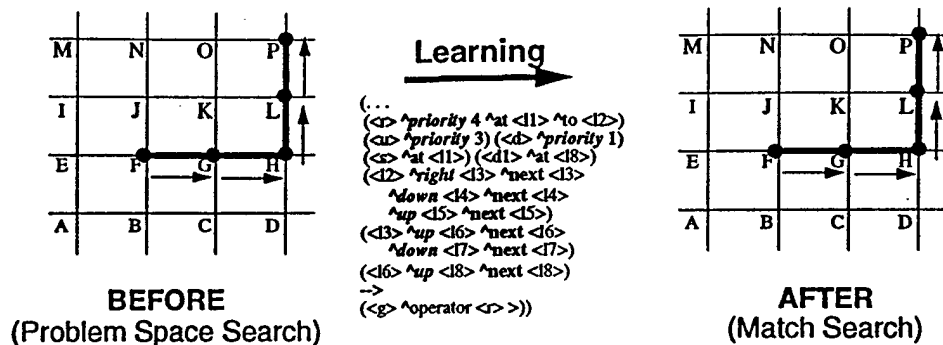 M N O P
I J K L
E F G H
A B C D
BEFORE
(Problem Space Search)
Learning
(...
(<r> ^priority 4 ^at <l1> ^to <l2>)
(<u> ^priority 3) (<d> ^priority 1)
(<s> ^at <l1>) (<d1> ^at <l8>)
(<l2> ^right <l3> ^next <l3>
^down <l4> ^next <l4>
^up <l5> ^next <l5>)
(<l3> ^up <l6> ^next <l6>
^down <l7> ^next <l7>)
(<l6> ^up <l8> ^next <l8>)
-->
(<g> ^operator <r> >))
M N O P
I J K L
E F G H
A B C D
AFTER
(Match Search)